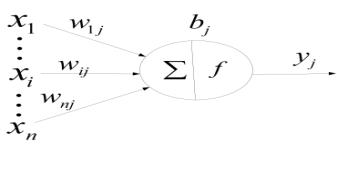 x₁ w₁ⱼ bⱼ
⋮
xᵢ wᵢⱼ Σ f yⱼ
⋮ wₙⱼ
xₙ